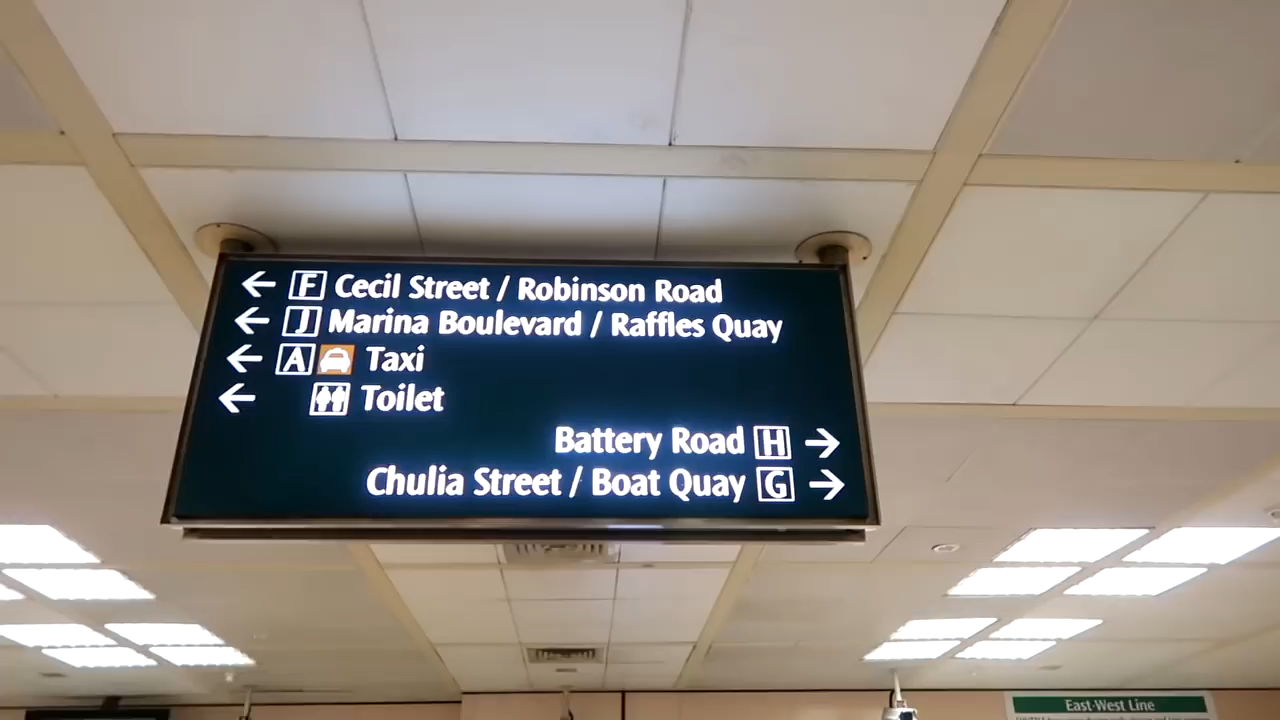 F Cecil Street / Robinson Road
J Marina Boulevard / Raffles Quay
A Taxi
Toilet
Battery Road H
Chulia Street / Boat Quay G
East-West Line